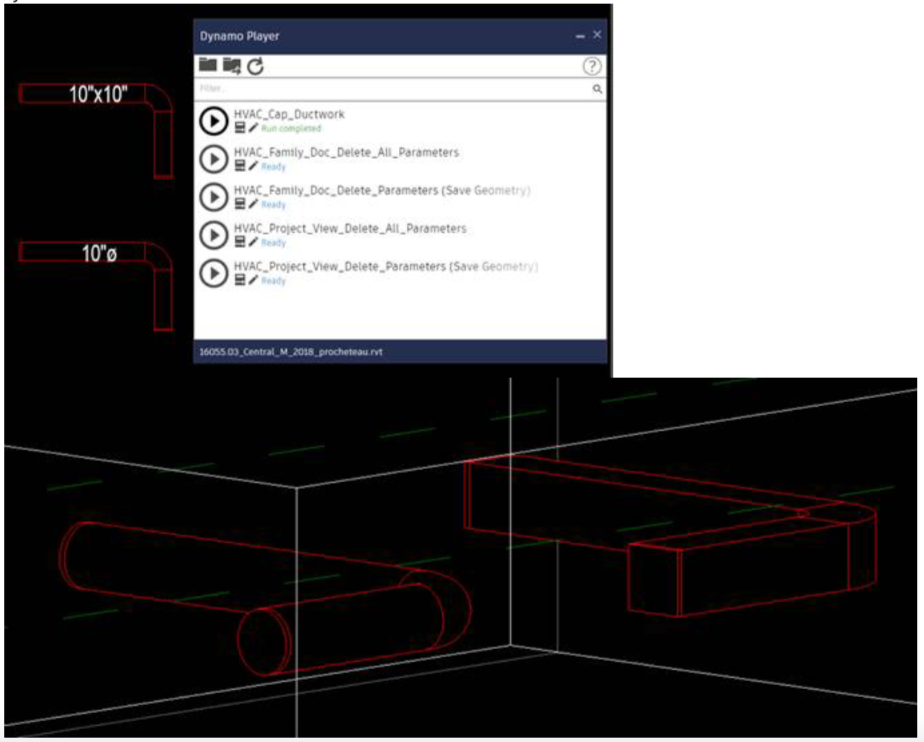 Dynamo Player
Filter...
HVAC_Cap_Ductwork
Run completed
HVAC_Family_Doc_Delete_All_Parameters
Ready
HVAC_Family_Doc_Delete_Parameters (Save Geometry)
Ready
HVAC_Project_View_Delete_All_Parameters
Ready
HVAC_Project_View_Delete_Parameters (Save Geometry)
Ready
16055.03_Central_M_2018_procheteau.rvt
10"x10"
10"ø